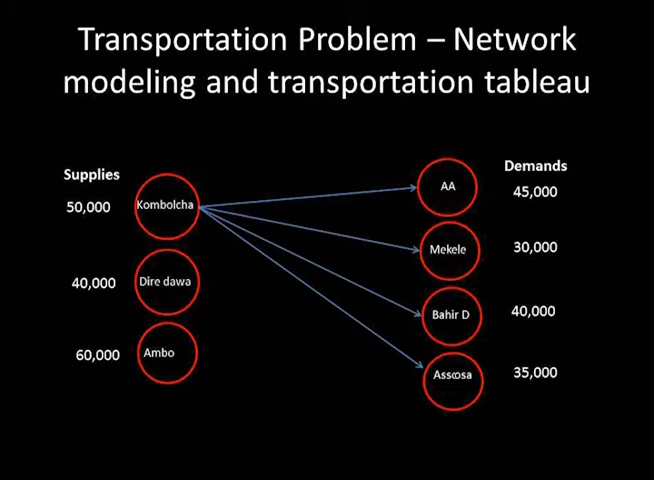 Transportation Problem – Network
modeling and transportation tableau
Supplies
Demands
50,000
Kombolcha
AA
45,000
Mekele
30,000
40,000
Dire dawa
Bahir D
40,000
60,000
Ambo
Asscosa
35,000